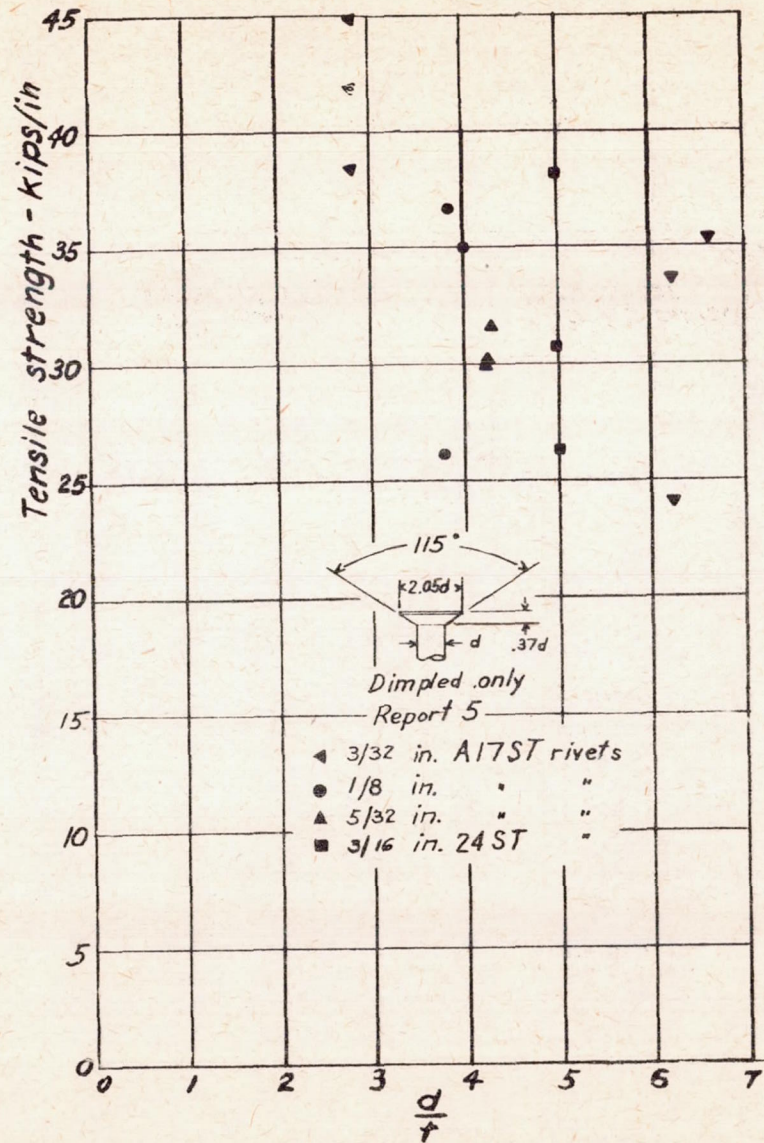 Tensile strength - kips/in
45
40
35
30
25
20
15
10
5
0
115°
2.05d
d
.37d
Dimpled only
Report 5
3/32 in. A17ST rivets
1/8 in. " "
5/32 in. " "
3/16 in. 24ST "
0 1 2 3 4 5 6 7
d
t